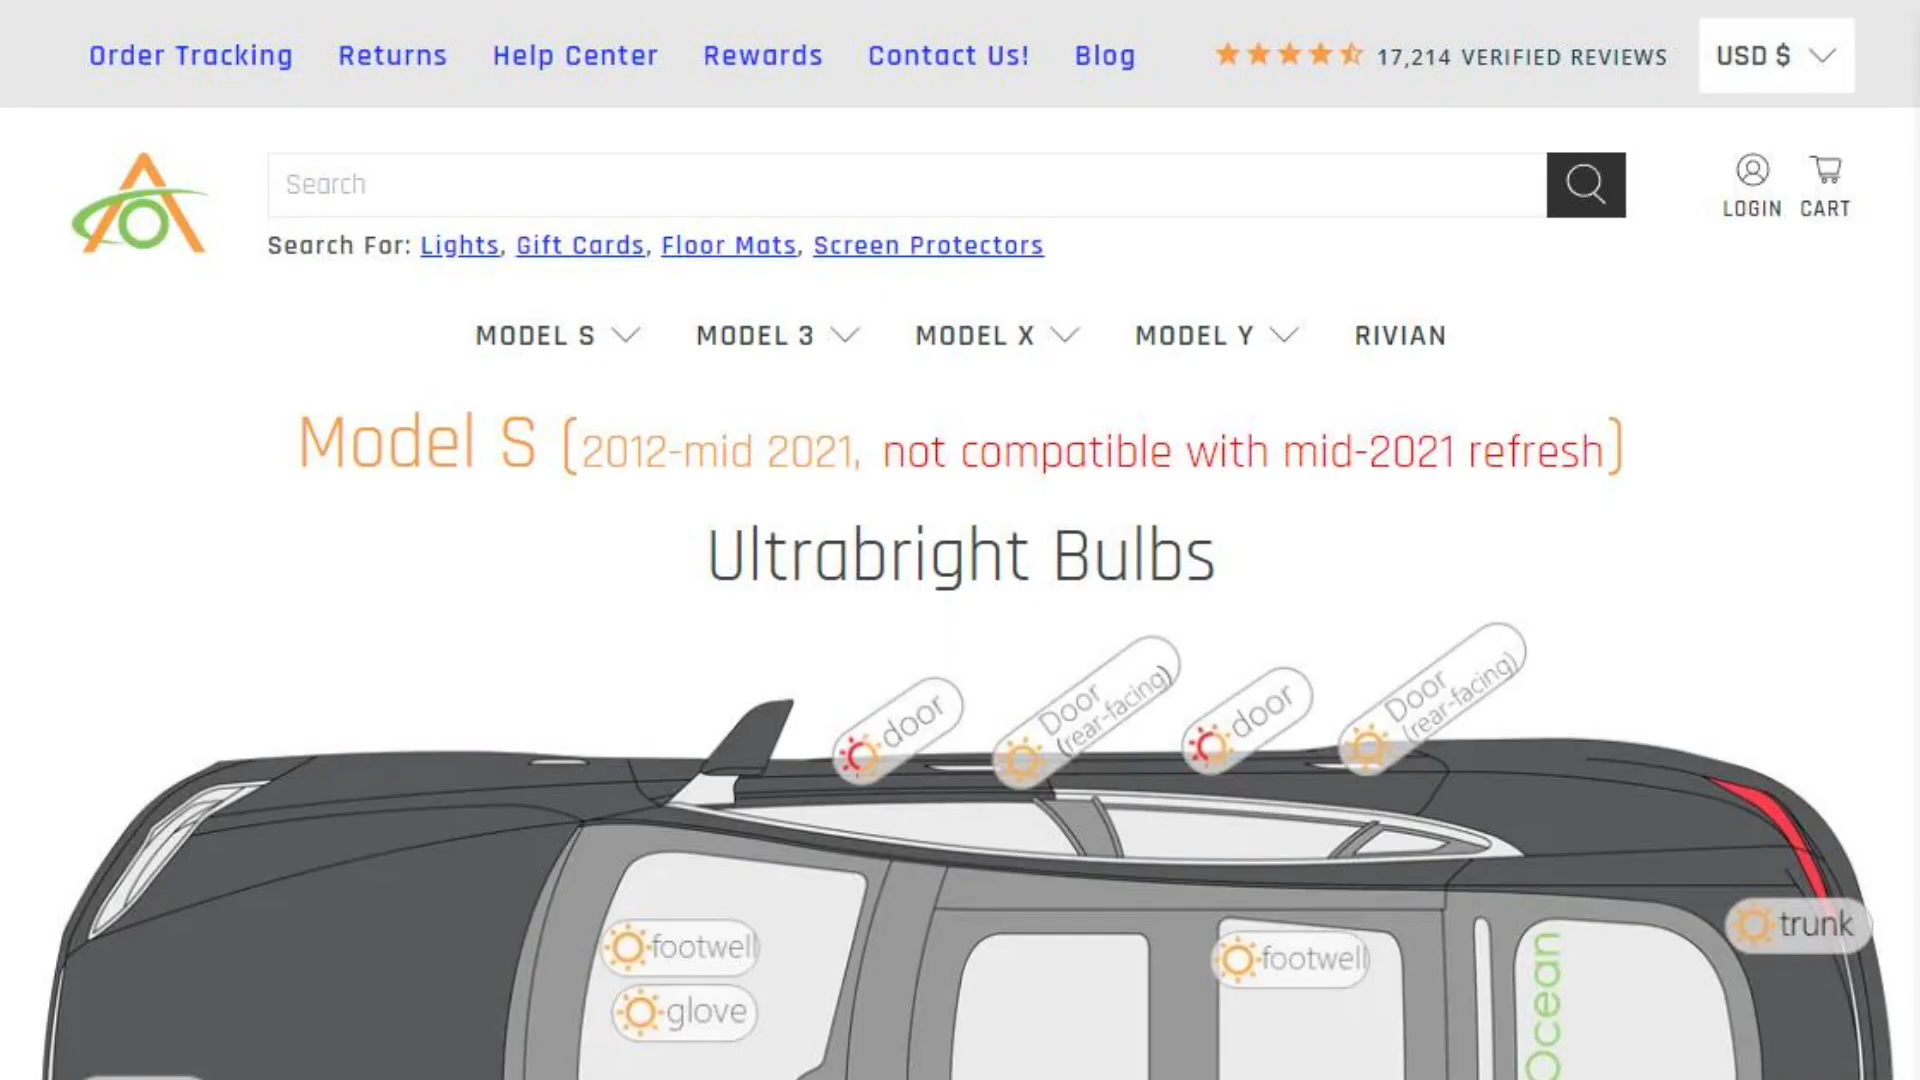 Order Tracking Returns Help Center Rewards Contact Us! Blog 17,214 VERIFIED REVIEWS USD $
Search
LOGIN CART
Search For: Lights, Gift Cards, Floor Mats, Screen Protectors
MODEL S MODEL 3 MODEL X MODEL Y RIVIAN
Model S (2012-mid 2021, not compatible with mid-2021 refresh)
Ultrabright Bulbs
door
Door
(rear-facing)
door
Door
(rear-facing)
footwell
footwell
trunk
glove
Ocean